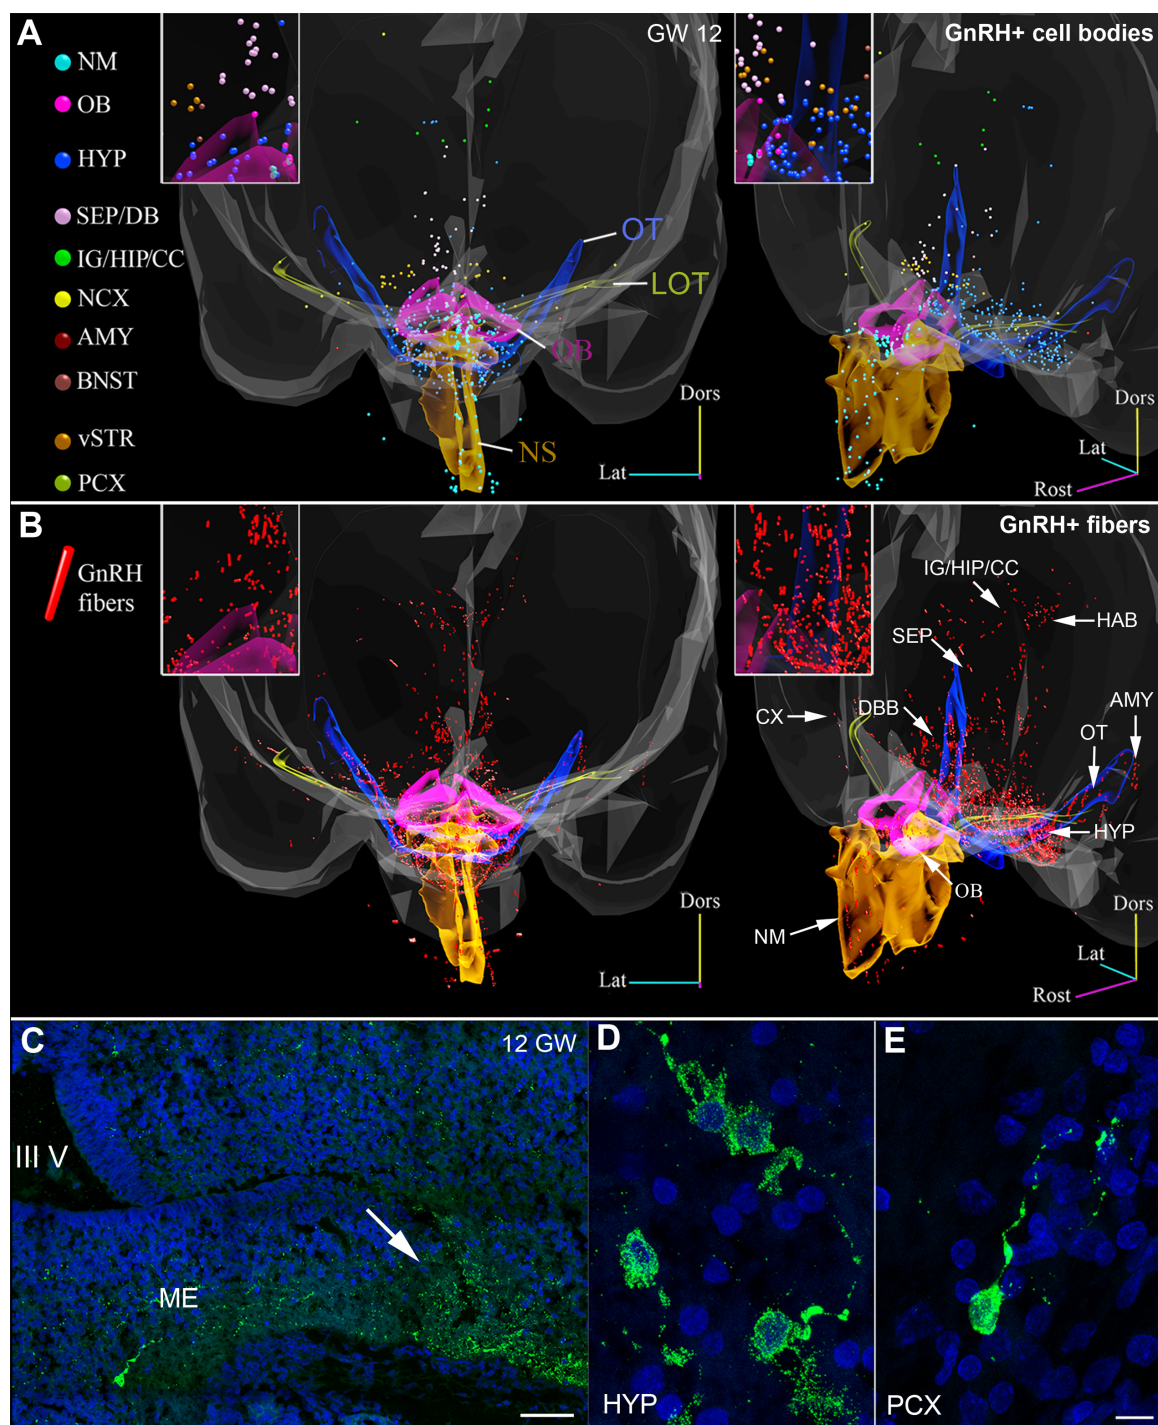 A
GW 12
GnRH+ cell bodies
NM
OB
HYP
SEP/DB
IG/HIP/CC
NCX
AMY
BNST
vSTR
PCX
OT
LOT
OB
NS
Dors
Lat
Dors
Lat
Rost
B
GnRH+ fibers
GnRH
fibers
IG/HIP/CC
HAB
SEP
AMY
CX
DBB
OT
HYP
OB
NM
Dors
Lat
Dors
Lat
Rost
C
12 GW
III V
ME
D
HYP
E
PCX